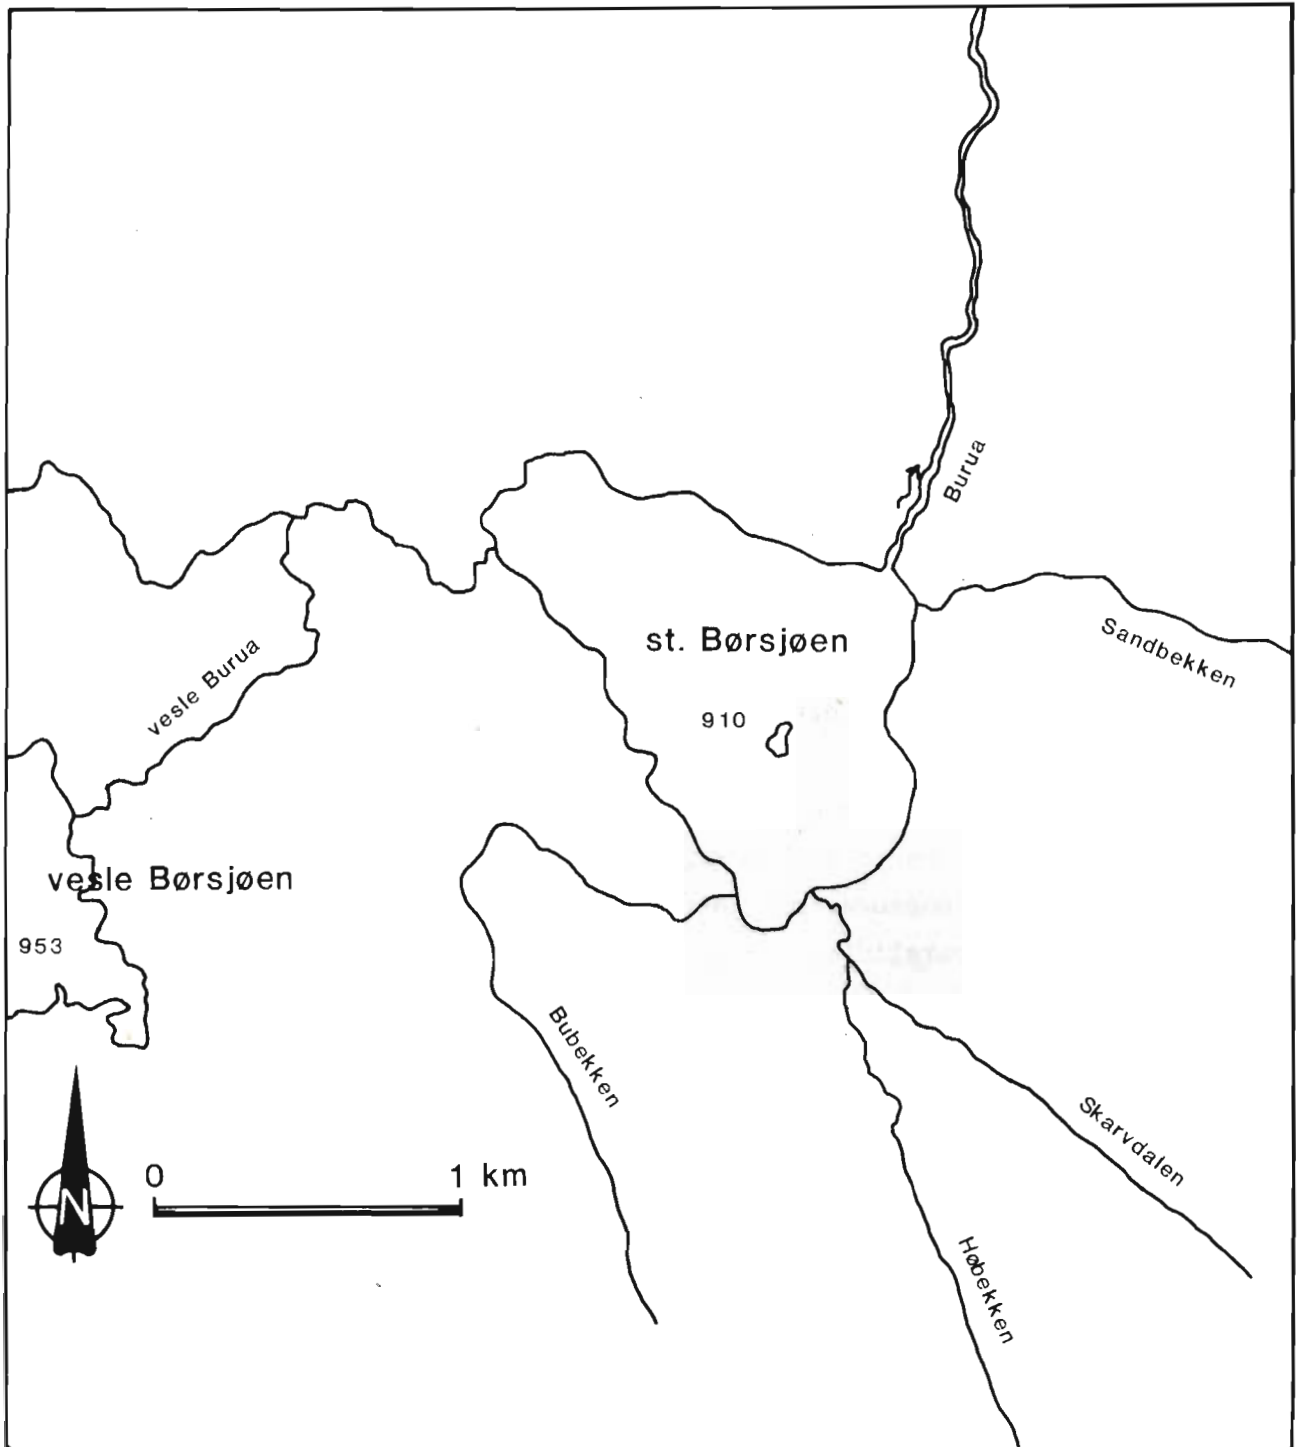 Burua
Sandbekken
st. Børsjøen
vesle Burua
910
vesle Børsjøen
953
Bubekken
Skarvdalen
0 1 km
N
Høbekken